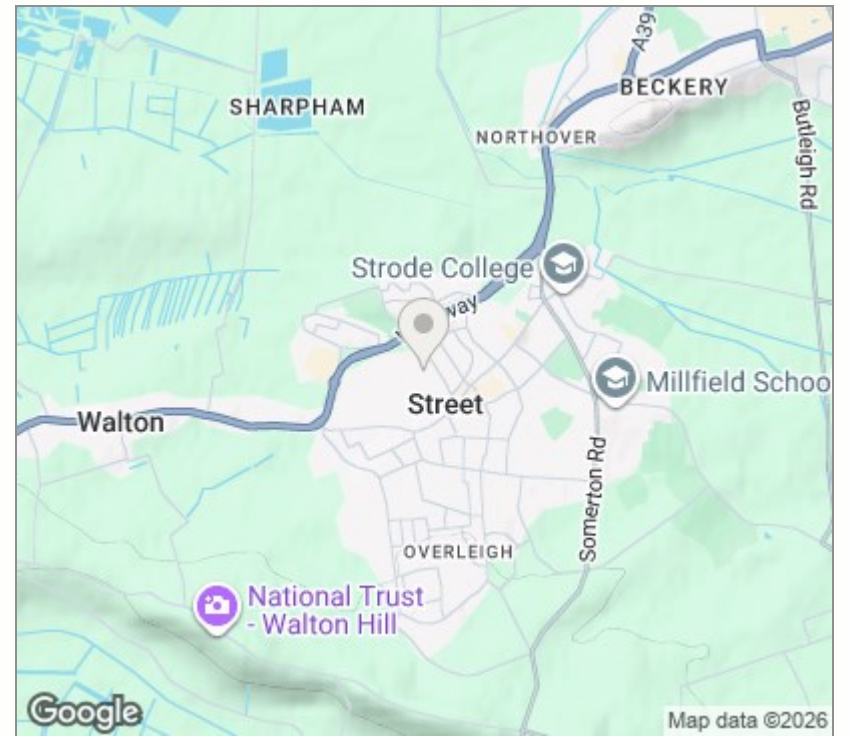 A39
BECKERY
SHARPHAM
NORTHOVER
Butleigh Rd
Strode College
way
Millfield Schoo
Street
Walton
Somerton Rd
OVERLEIGH
National Trust
- Walton Hill
Google
Map data ©2026